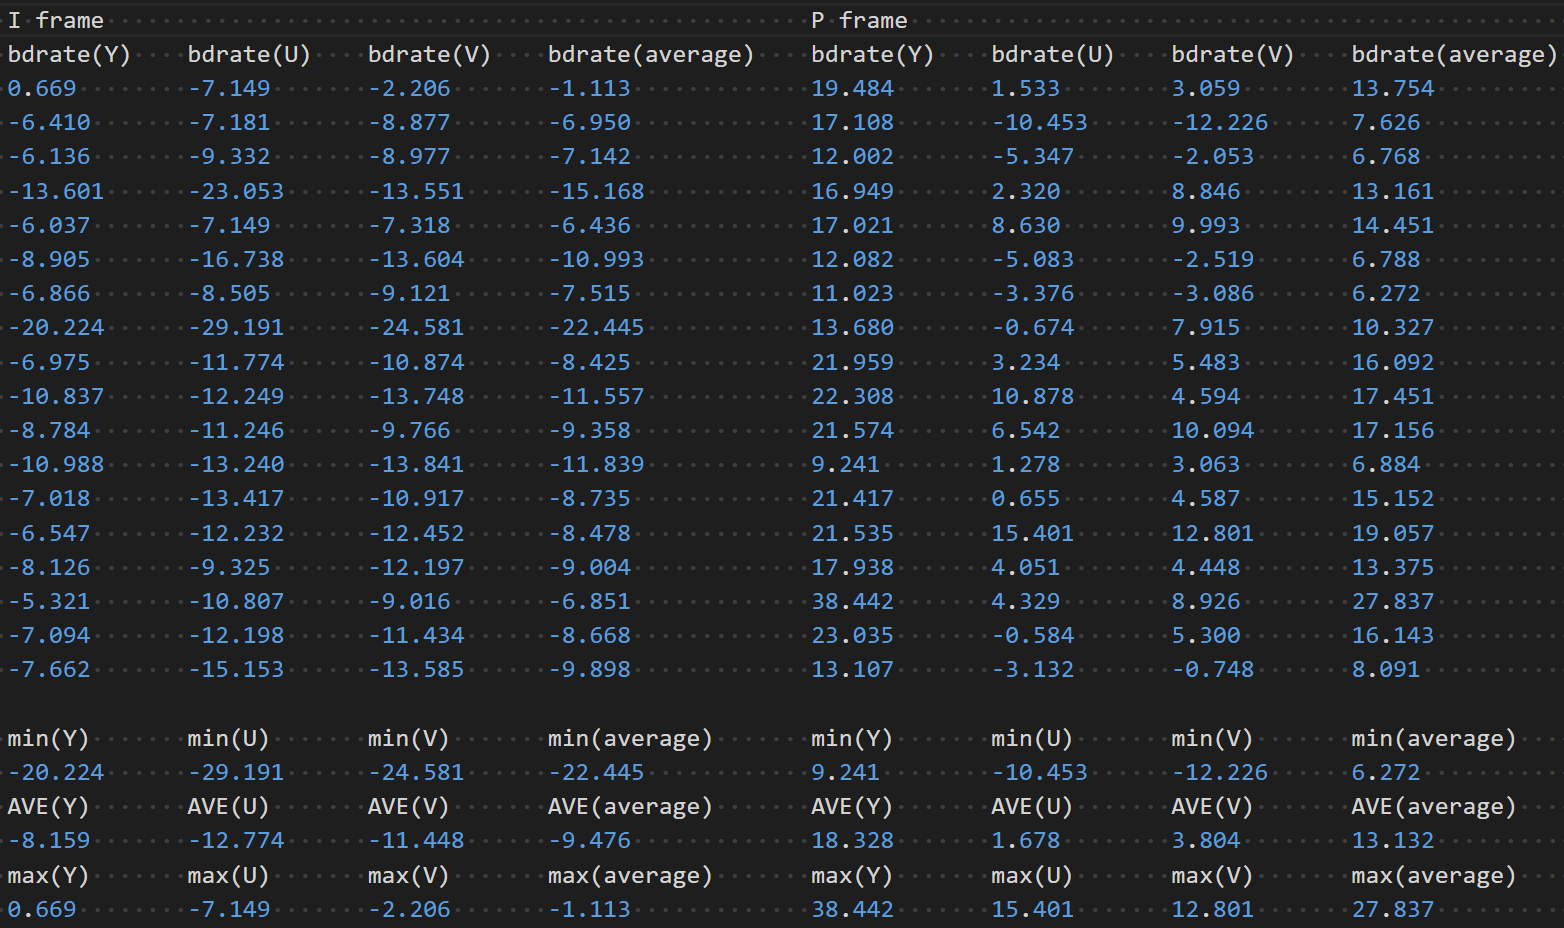 I frame P frame
bdrate(Y) bdrate(U) bdrate(V) bdrate(average) bdrate(Y) bdrate(U) bdrate(V) bdrate(average)
0.669 -7.149 -2.206 -1.113 19.484 1.533 3.059 13.754
-6.410 -7.181 -8.877 -6.950 17.108 -10.453 -12.226 7.626
-6.136 -9.332 -8.977 -7.142 12.002 -5.347 -2.053 6.768
-13.601 -23.053 -13.551 -15.168 16.949 2.320 8.846 13.161
-6.037 -7.149 -7.318 -6.436 17.021 8.630 9.993 14.451
-8.905 -16.738 -13.604 -10.993 12.082 -5.083 -2.519 6.788
-6.866 -8.505 -9.121 -7.515 11.023 -3.376 -3.086 6.272
-20.224 -29.191 -24.581 -22.445 13.680 -0.674 7.915 10.327
-6.975 -11.774 -10.874 -8.425 21.959 3.234 5.483 16.092
-10.837 -12.249 -13.748 -11.557 22.308 10.878 4.594 17.451
-8.784 -11.246 -9.766 -9.358 21.574 6.542 10.094 17.156
-10.988 -13.240 -13.841 -11.839 9.241 1.278 3.063 6.884
-7.018 -13.417 -10.917 -8.735 21.417 0.655 4.587 15.152
-6.547 -12.232 -12.452 -8.478 21.535 15.401 12.801 19.057
-8.126 -9.325 -12.197 -9.004 17.938 4.051 4.448 13.375
-5.321 -10.807 -9.016 -6.851 38.442 4.329 8.926 27.837
-7.094 -12.198 -11.434 -8.668 23.035 -0.584 5.300 16.143
-7.662 -15.153 -13.585 -9.898 13.107 -3.132 -0.748 8.091
min(Y) min(U) min(V) min(average) min(Y) min(U) min(V) min(average)
-20.224 -29.191 -24.581 -22.445 9.241 -10.453 -12.226 6.272
AVE(Y) AVE(U) AVE(V) AVE(average) AVE(Y) AVE(U) AVE(V) AVE(average)
-8.159 -12.774 -11.448 -9.476 18.328 1.678 3.804 13.132
max(Y) max(U) max(V) max(average) max(Y) max(U) max(V) max(average)
0.669 -7.149 -2.206 -1.113 38.442 15.401 12.801 27.837